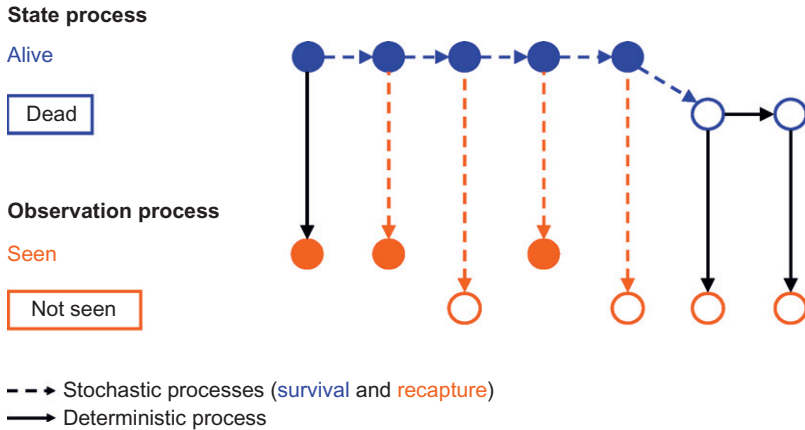 State process
Alive
Dead
Observation process
Seen
Not seen
Stochastic processes (survival and recapture)
Deterministic process